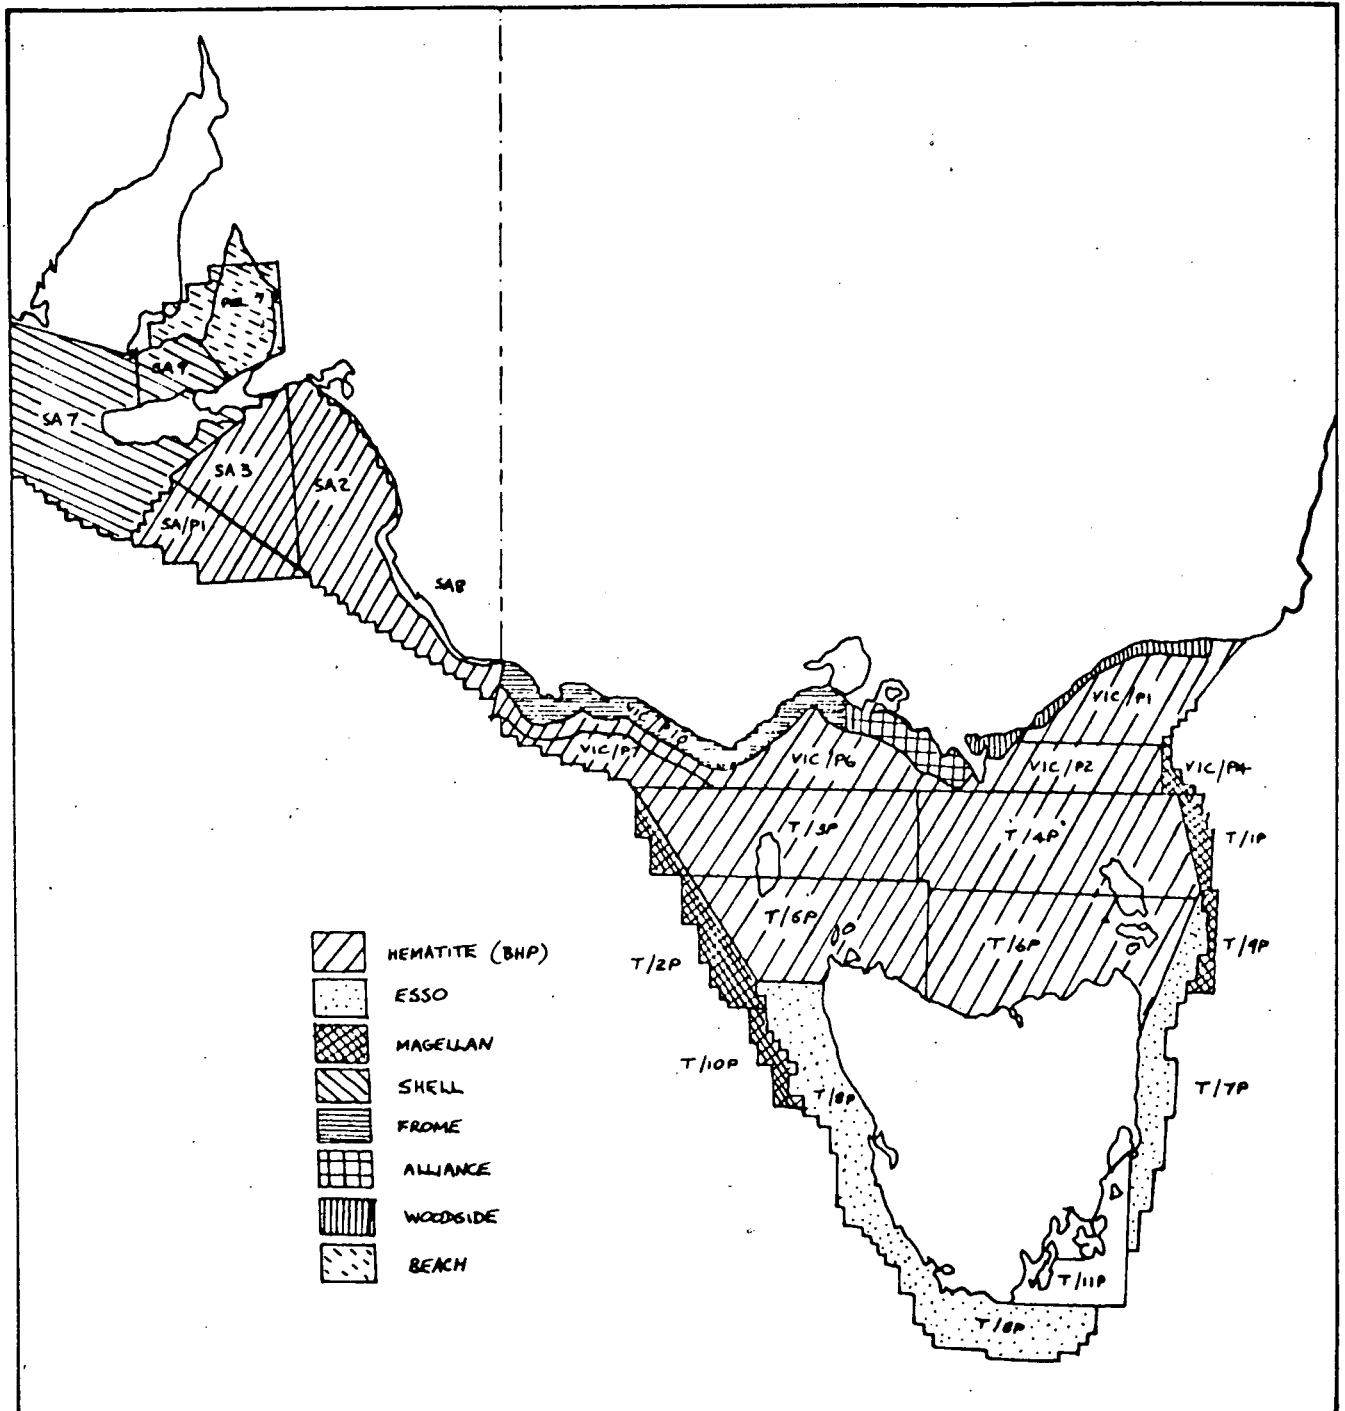 SA 9
SA 7
SA 3
SA 2
SA/P1
SA8
VIC/P1
VIC/P7
VIC/P6
VIC/P2
VIC/P4
T/4P
T/1P
T/6P
T/6P
T/9P
T/2P
T/10P
T/8P
T/7P
T/11P
T/8P
HEMATITE (BHP)
ESSO
MAGELLAN
SHELL
FROME
ALLIANCE
WOODSIDE
BEACH